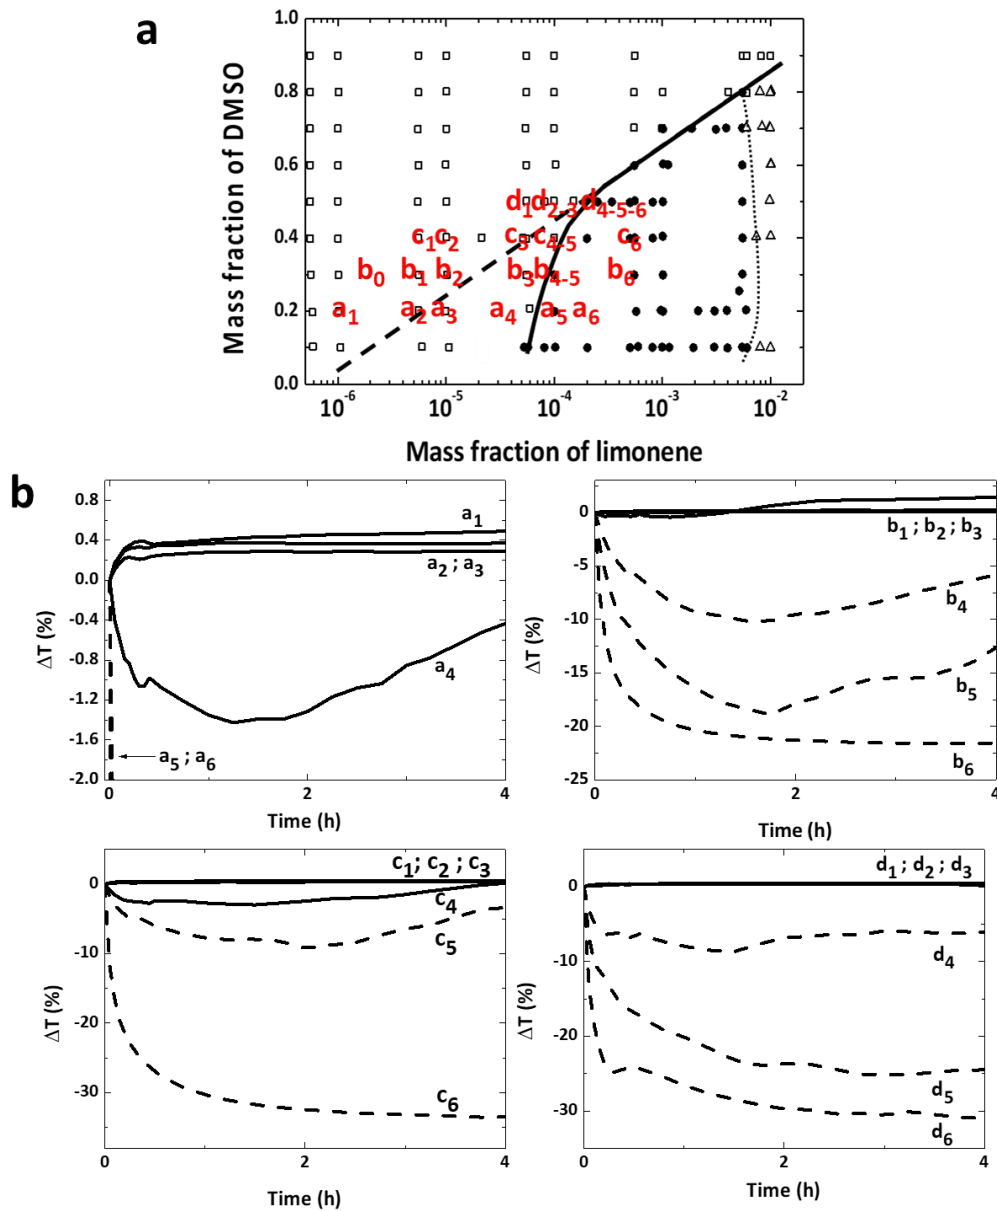 a
Mass fraction of DMSO
1.0
0.8
0.6
0.4
0.2
0.0
d1 d2-3 d4-5-6
c1 c2 c3 c4-5 c6
b0 b1 b2 b3 b4-5 b6
a1 a2 a3 a4 a5 a6
10^-6 10^-5 10^-4 10^-3 10^-2
Mass fraction of limonene
b
ΔT (%)
0.8
0.4
0.0
-0.4
-0.8
-1.2
-1.6
-2.0
a1
a2 ; a3
a4
a5 ; a6
0 2 4
Time (h)
ΔT (%)
0
-5
-10
-15
-20
-25
b1 ; b2 ; b3
b4
b5
b6
0 2 4
Time (h)
ΔT (%)
0
-10
-20
-30
c1; c2 ; c3
c4
c5
c6
0 2 4
Time (h)
ΔT (%)
0
-10
-20
-30
d1 ; d2 ; d3
d4
d5
d6
0 2 4
Time (h)